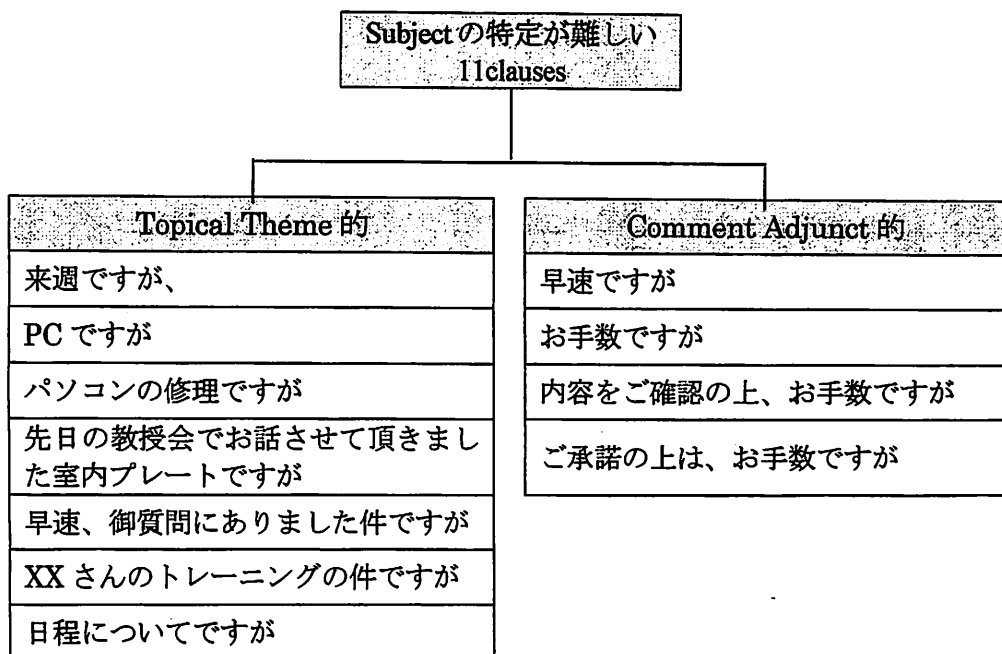 Subjectの特定が難しい
11clauses
Topical Theme 的
来週ですが、
PC ですが
パソコンの修理ですが
先日の教授会でお話させて頂きまし
た室内プレートですが
早速、御質問にありました件ですが
XX さんのトレーニングの件ですが
日程についてですが
Comment Adjunct 的
早速ですが
お手数ですが
内容をご確認の上、お手数ですが
ご承諾の上は、お手数ですが